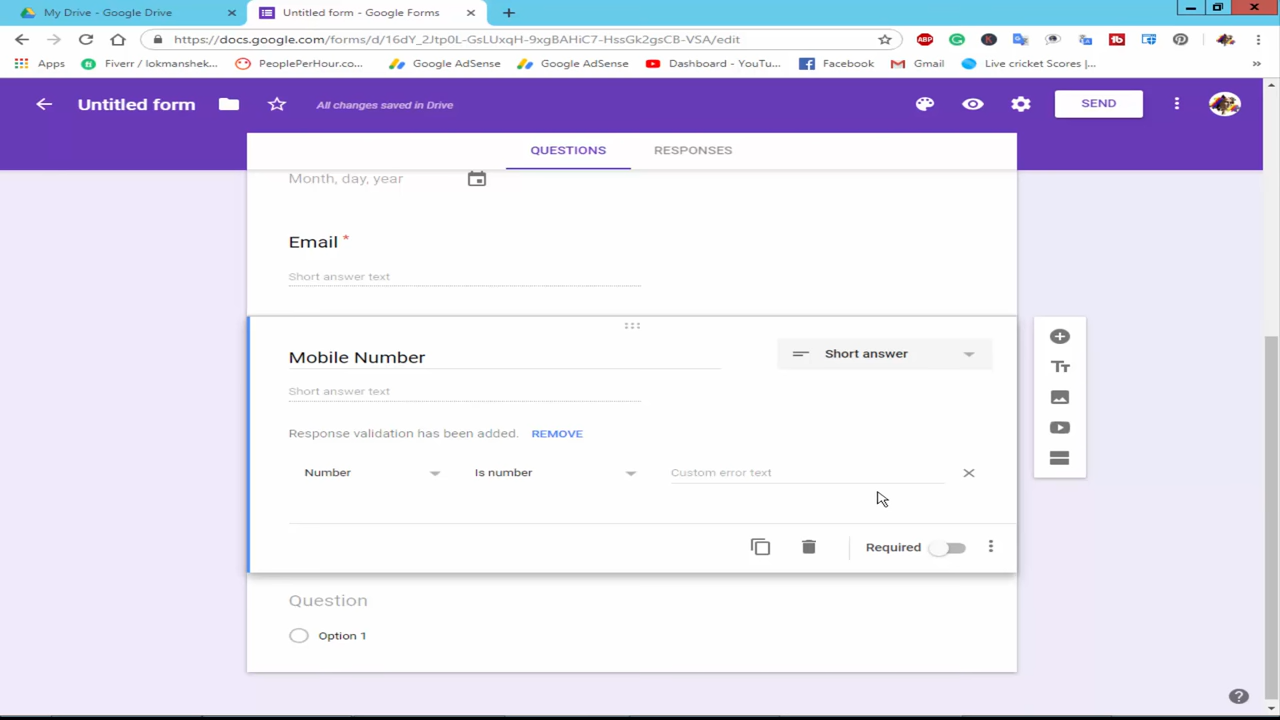 My Drive - Google Drive
Untitled form - Google Forms
https://docs.google.com/forms/d/16dY_2Jtp0L-GsLUxqH-9xgBAHiC7-HssGk2gsCB-VSA/edit
ABP
Apps
Fiverr / lokmanshek...
PeoplePerHour.co...
Google AdSense
Google AdSense
Dashboard - YouTu...
Facebook
Gmail
Live cricket Scores |...
»
Untitled form
All changes saved in Drive
SEND
QUESTIONS
RESPONSES
Month, day, year
Email *
Short answer text
Mobile Number
Short answer
Short answer text
Response validation has been added. REMOVE
Number
Is number
Custom error text
Required
Question
Option 1